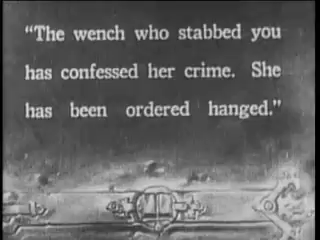 “The wench who stabbed you
has confessed her crime. She
has been ordered hanged.”